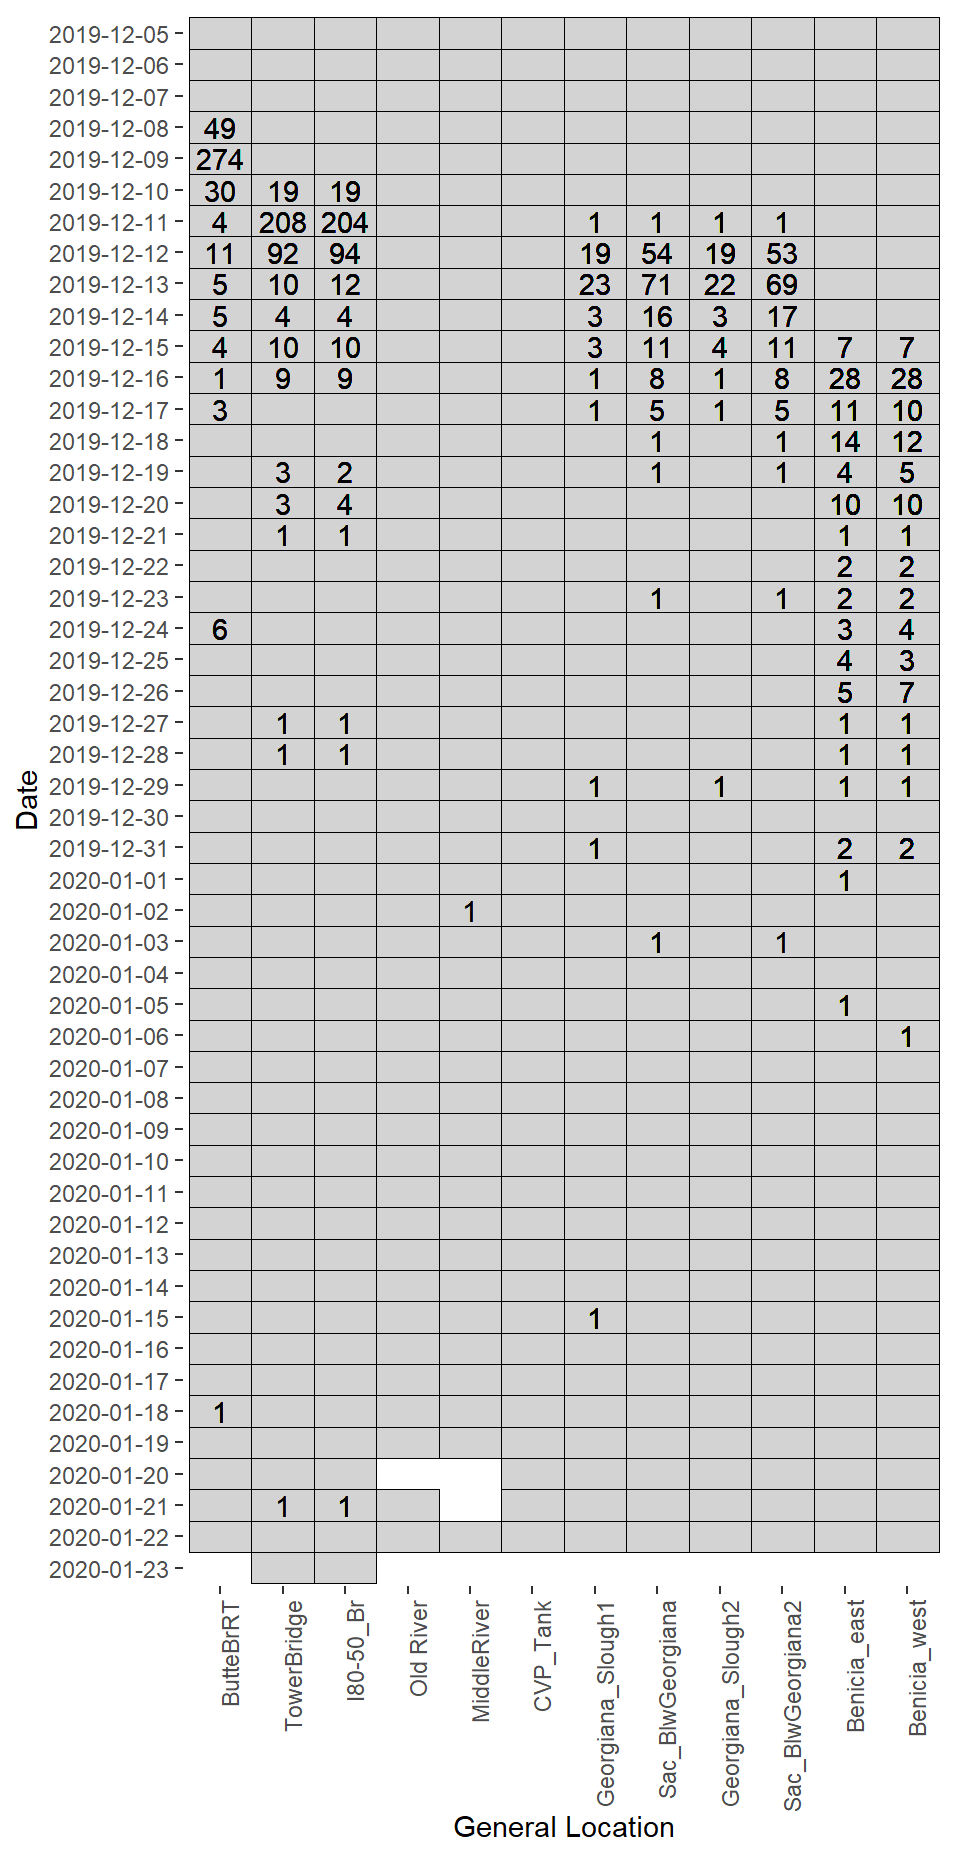 2019-12-05
2019-12-06
2019-12-07
2019-12-08 49
2019-12-09 274
2019-12-10 30 19 19
2019-12-11 4 208 204 1 1 1 1
2019-12-12 11 92 94 19 54 19 53
2019-12-13 5 10 12 23 71 22 69
2019-12-14 5 4 4 3 16 3 17
2019-12-15 4 10 10 3 11 4 11 7 7
2019-12-16 1 9 9 1 8 1 8 28 28
2019-12-17 3 1 5 1 5 11 10
2019-12-18 1 1 14 12
2019-12-19 3 2 1 1 4 5
2019-12-20 3 4 10 10
2019-12-21 1 1 1 1
2019-12-22 2 2
2019-12-23 1 1 2 2
2019-12-24 6 3 4
2019-12-25 4 3
2019-12-26 5 7
2019-12-27 1 1 1 1
2019-12-28 1 1 1 1
2019-12-29 1 1 1 1
2019-12-30
2019-12-31 1 2 2
2020-01-01 1
2020-01-02 1
2020-01-03 1 1
2020-01-04
2020-01-05 1
2020-01-06 1
2020-01-07
2020-01-08
2020-01-09
2020-01-10
2020-01-11
2020-01-12
2020-01-13
2020-01-14
2020-01-15 1
2020-01-16
2020-01-17
2020-01-18 1
2020-01-19
2020-01-20
2020-01-21 1 1
2020-01-22
2020-01-23
Date
ButteBrRT
TowerBridge
I80-50_Br
Old River
MiddleRiver
CVP_Tank
Georgiana_Slough1
Sac_BlwGeorgiana
Georgiana_Slough2
Sac_BlwGeorgiana2
Benicia_east
Benicia_west
General Location